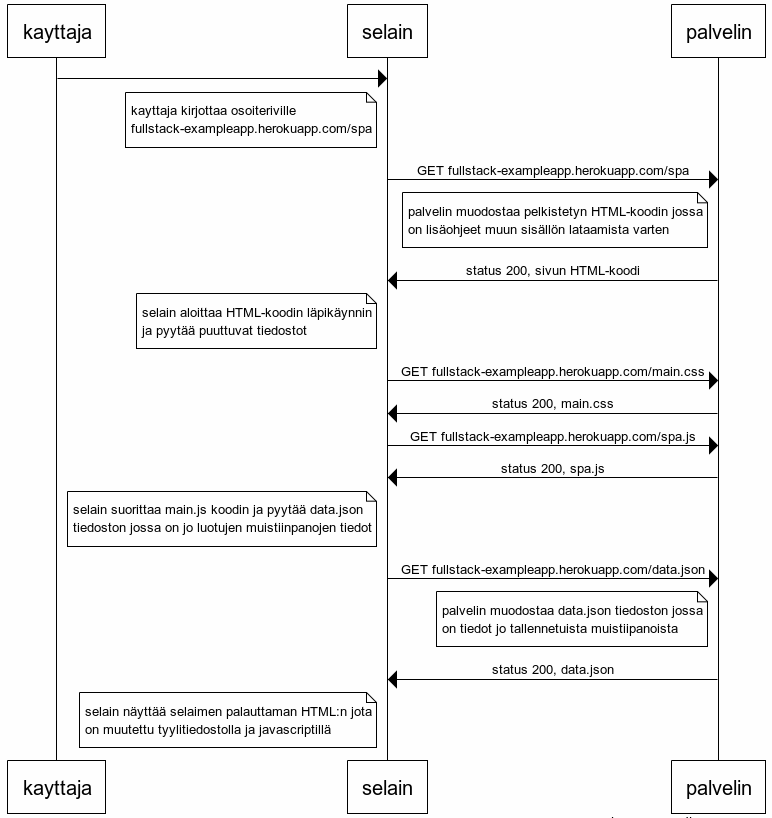 kayttaja
selain
palvelin
kayttaja kirjottaa osoiteriville
fullstack-exampleapp.herokuapp.com/spa
GET fullstack-exampleapp.herokuapp.com/spa
palvelin muodostaa pelkistetyn HTML-koodin jossa
on lisäohjeet muun sisällön lataamista varten
status 200, sivun HTML-koodi
selain aloittaa HTML-koodin läpikäynnin
ja pyytää puuttuvat tiedostot
GET fullstack-exampleapp.herokuapp.com/main.css
status 200, main.css
GET fullstack-exampleapp.herokuapp.com/spa.js
status 200, spa.js
selain suorittaa main.js koodin ja pyytää data.json
tiedoston jossa on jo luotujen muistiinpanojen tiedot
GET fullstack-exampleapp.herokuapp.com/data.json
palvelin muodostaa data.json tiedoston jossa
on tiedot jo tallennetuista muistiipanoista
status 200, data.json
selain näyttää selaimen palauttaman HTML:n jota
on muutettu tyylitiedostolla ja javascriptillä
kayttaja
selain
palvelin